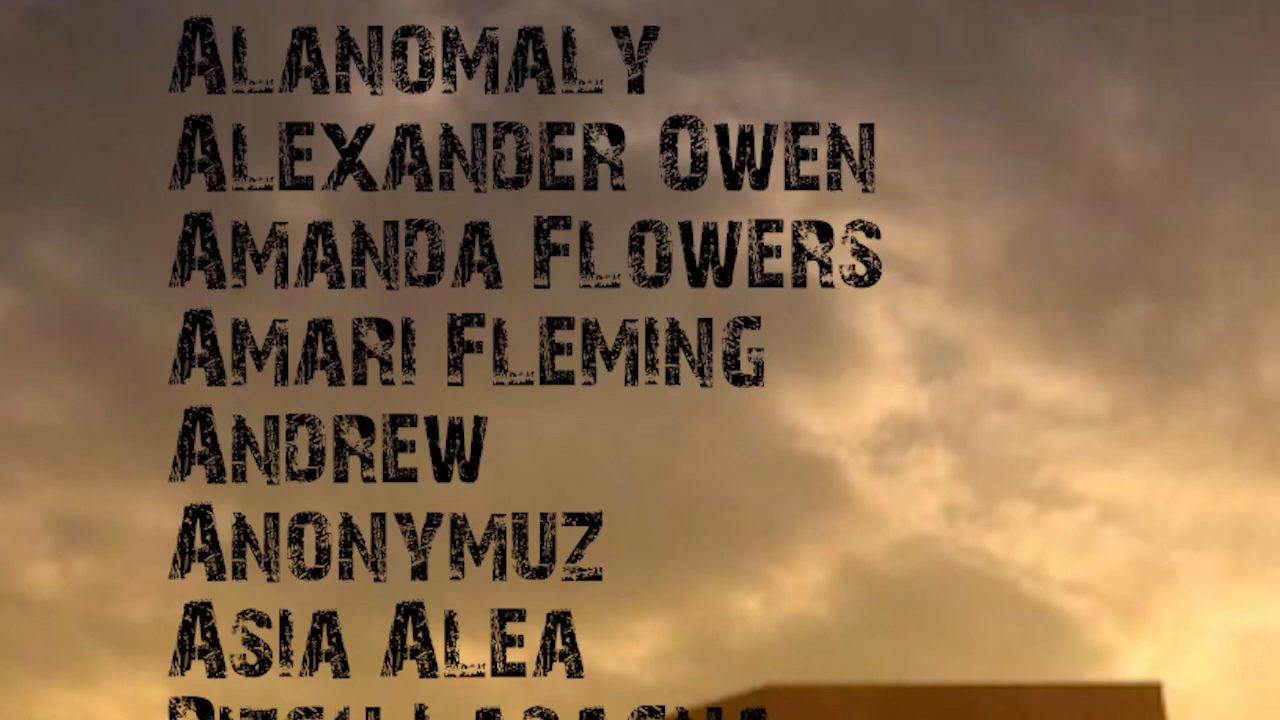 Alanomaly
Alexander Owen
Amanda Flowers
Amari Fleming
Andrew
Anonymuz
Asia Alea